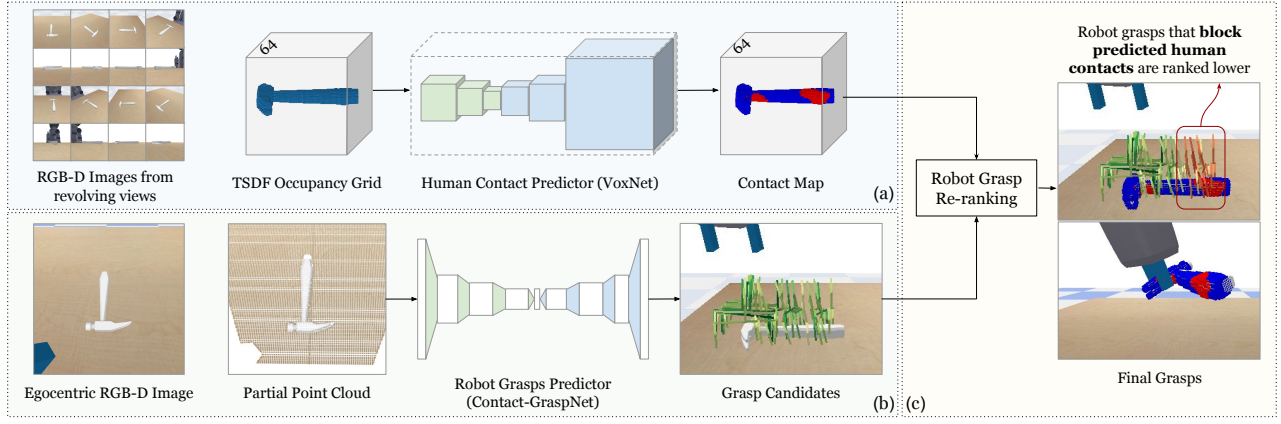 64
64
RGB-D Images from
revolving views
TSDF Occupancy Grid
Human Contact Predictor (VoxNet)
Contact Map
(a)
Egocentric RGB-D Image
Partial Point Cloud
Robot Grasps Predictor
(Contact-GraspNet)
Grasp Candidates
(b)
Robot grasps that block
predicted human
contacts are ranked lower
Robot Grasp
Re-ranking
Final Grasps
(c)